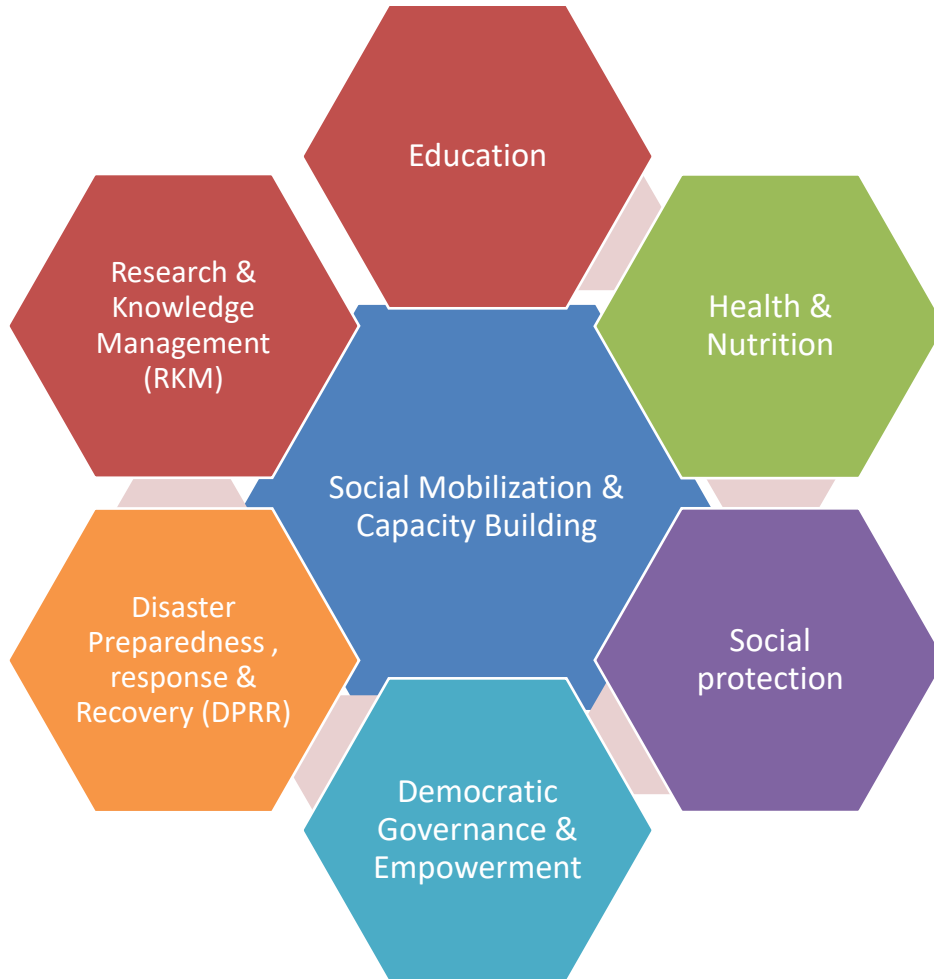 Education
Research &
Knowledge
Management
(RKM)
Health &
Nutrition
Social Mobilization &
Capacity Building
Disaster
Preparedness ,
response &
Recovery (DPRR)
Social
protection
Democratic
Governance &
Empowerment